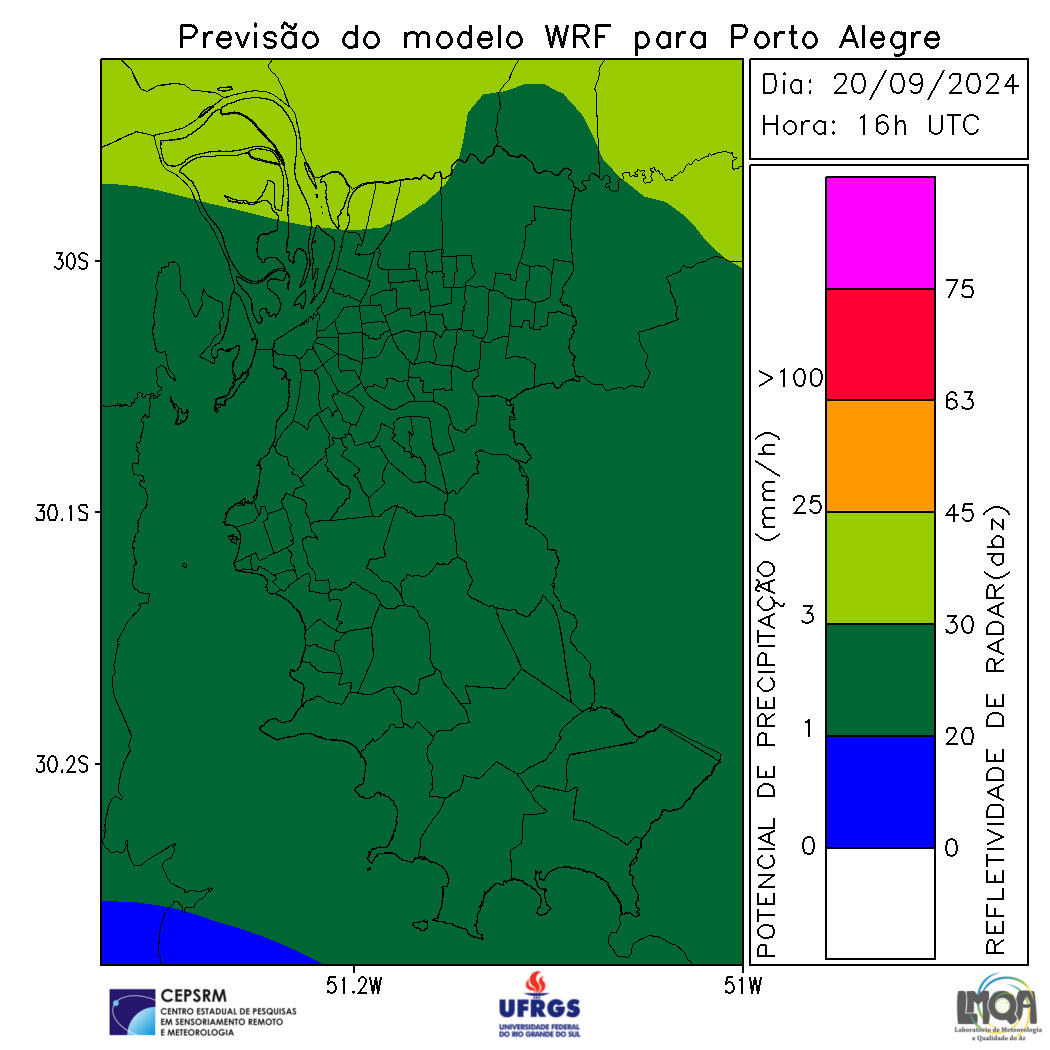 Previsão do modelo WRF para Porto Alegre
Dia: 20/09/2024
Hora: 16h UTC
30S
30.1S
30.2S
51.2W
51W
POTENCIAL DE PRECIPITAÇÃO (mm/h)
>100
25
3
1
0
75
63
45
30
20
0
REFLETIVIDADE DE RADAR(dbz)
CEPSRM
CENTRO ESTADUAL DE PESQUISAS
EM SENSORIAMENTO REMOTO
E METEOROLOGIA
UFRGS
UNIVERSIDADE FEDERAL
DO RIO GRANDE DO SUL
LMQA
Laboratório de Meteorologia
e Qualidade do Ar